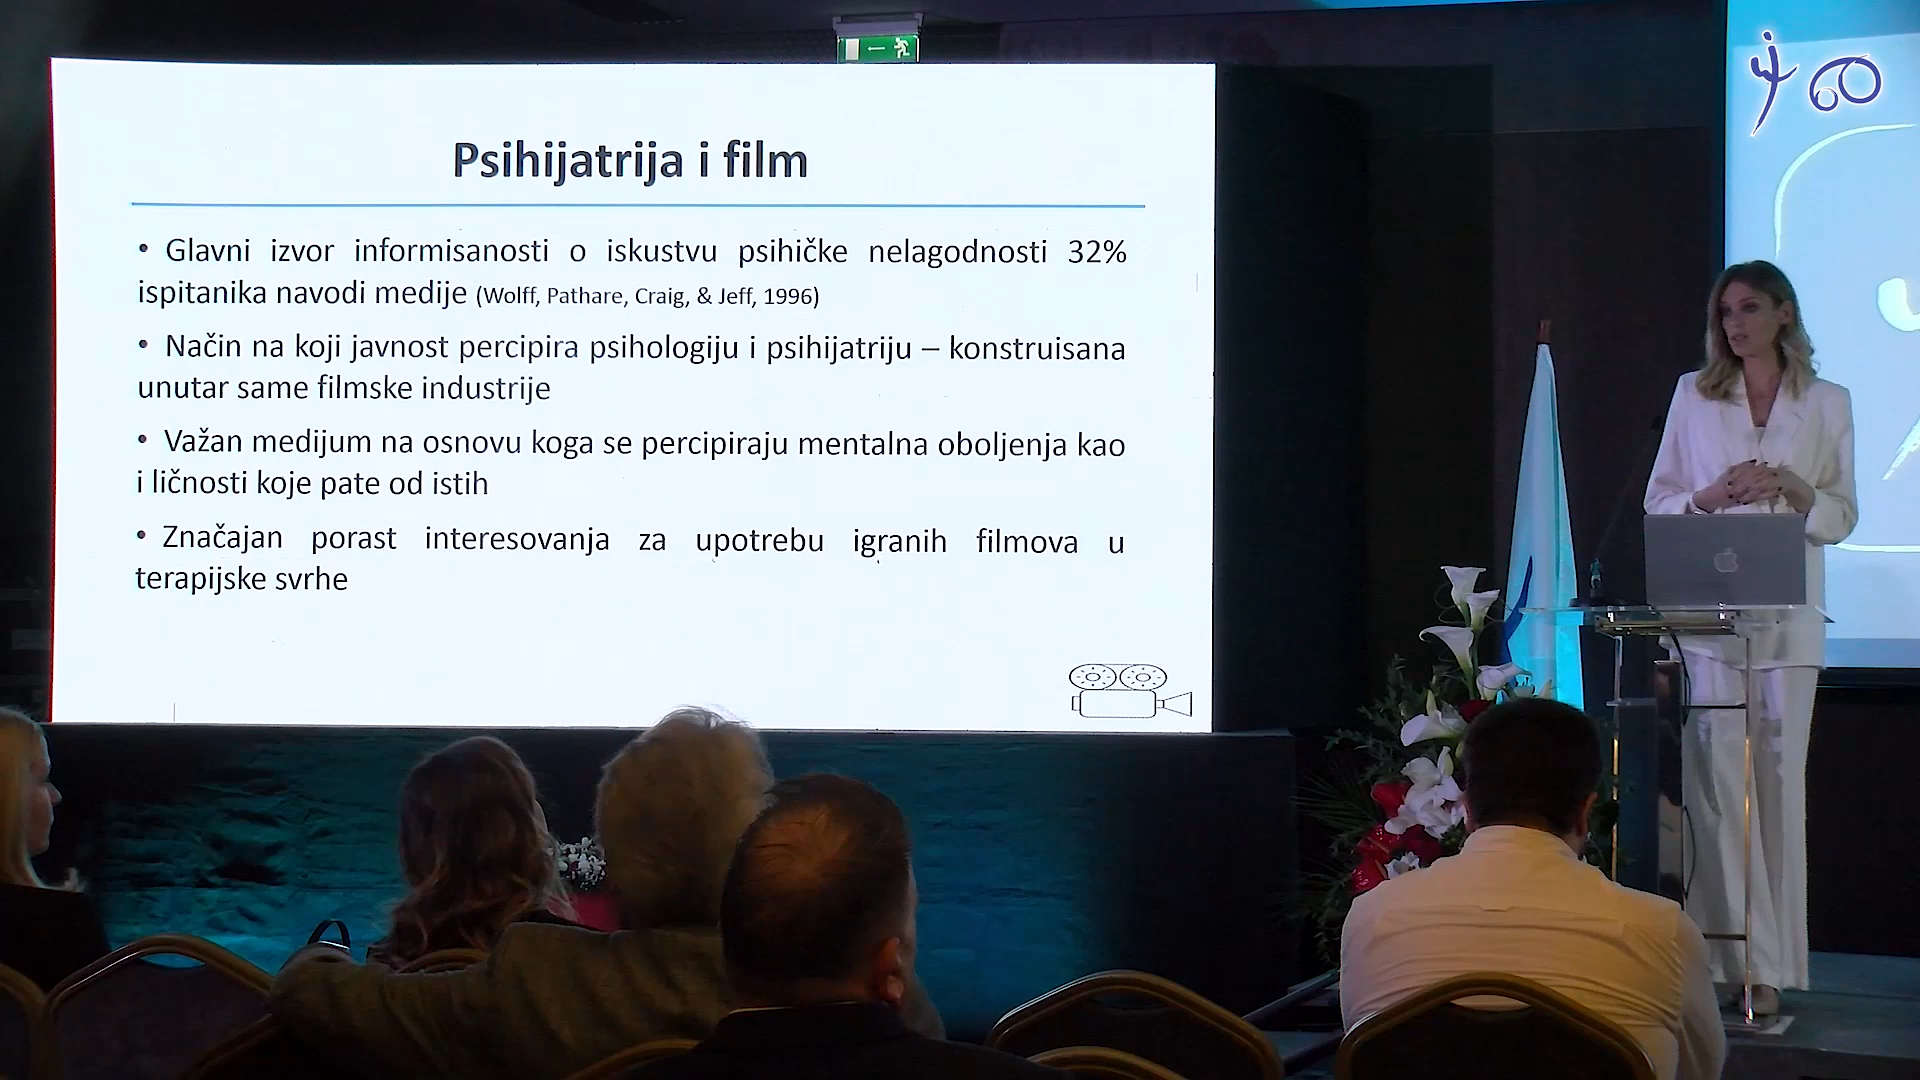 Psihijatrija i film
• Glavni izvor informisanosti o iskustvu psihičke nelagodnosti 32%
ispitanika navodi medije (Wolff, Pathare, Craig, & Jeff, 1996)
• Način na koji javnost percipira psihologiju i psihijatriju – konstruisana
unutar same filmske industrije
• Važan medijum na osnovu koga se percipiraju mentalna oboljenja kao
i ličnosti koje pate od istih
• Značajan porast interesovanja za upotrebu igranih filmova u
terapijske svrhe
60